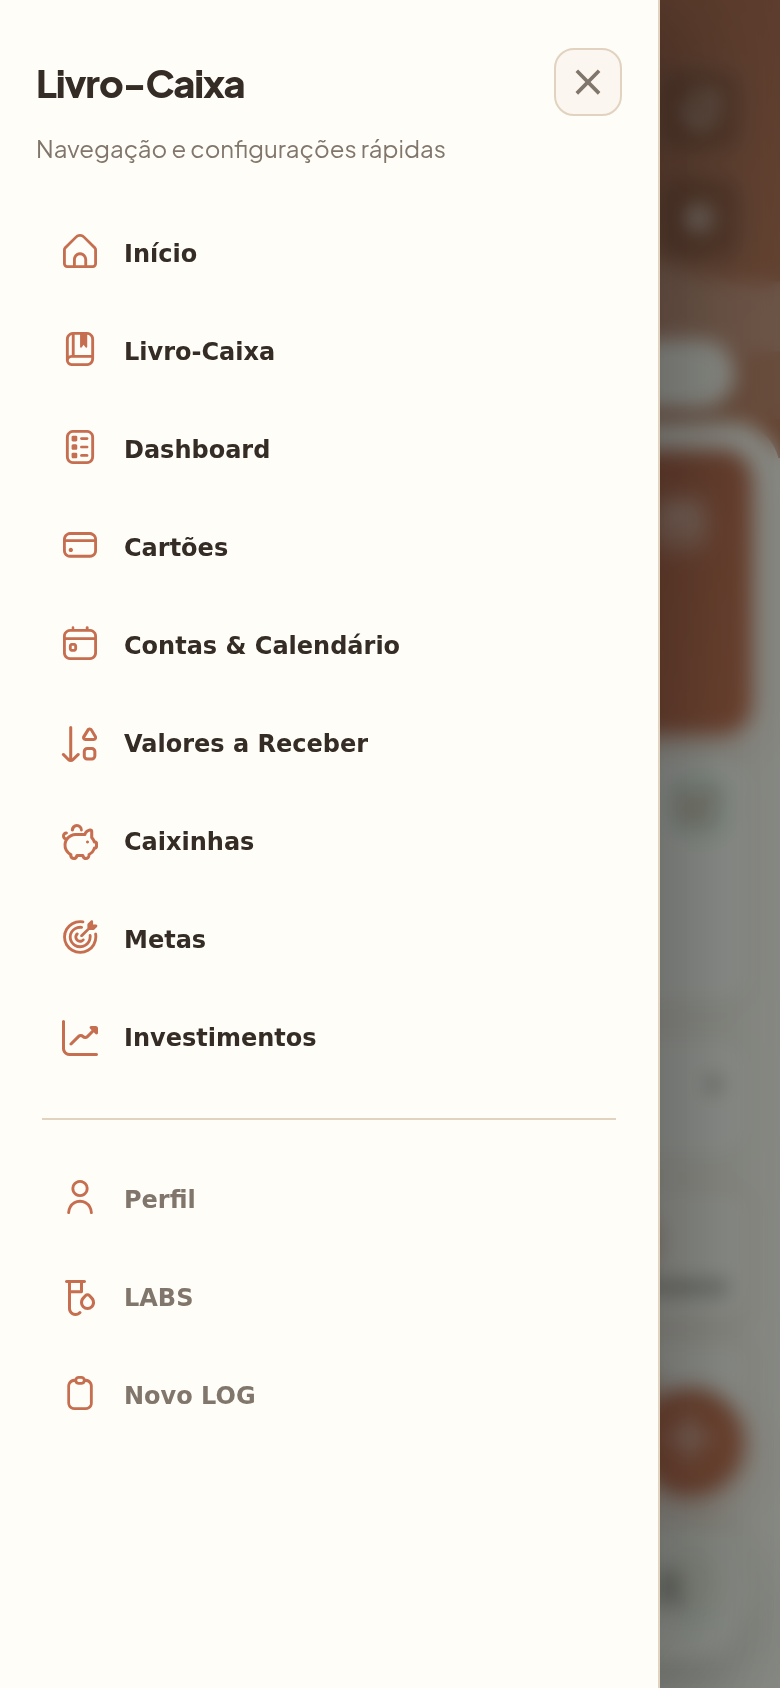 Livro-Caixa
Navegação e configurações rápidas
Início
Livro-Caixa
Dashboard
Cartões
Contas & Calendário
Valores a Receber
Caixinhas
Metas
Investimentos
Perfil
LABS
Novo LOG